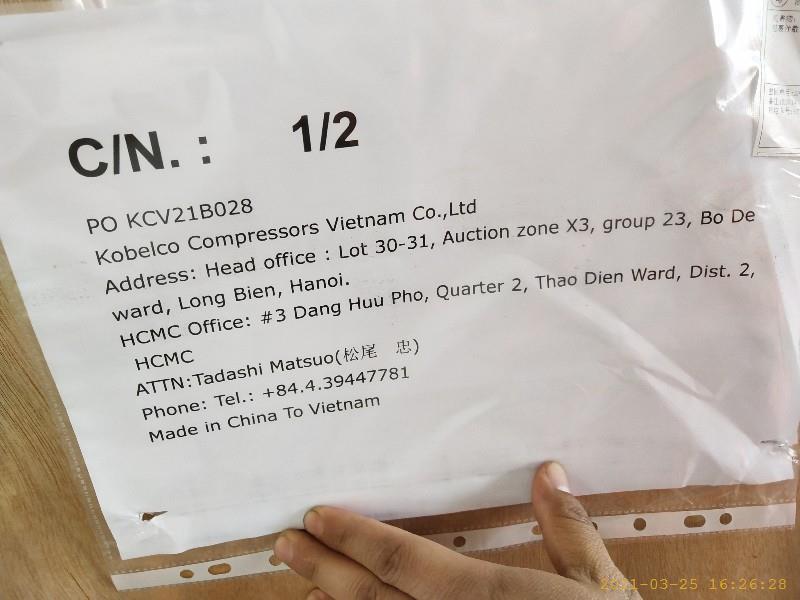 C/N. : 1/2
PO KCV21B028
Kobelco Compressors Vietnam Co.,Ltd
Address: Head office : Lot 30-31, Auction zone X3, group 23, Bo De
ward, Long Bien, Hanoi.
HCMC Office: #3 Dang Huu Pho, Quarter 2, Thao Dien Ward, Dist. 2,
HCMC
ATTN:Tadashi Matsuo(松尾 忠)
Phone: Tel.: +84.4.39447781
Made in China To Vietnam
2021-03-25 16:26:28